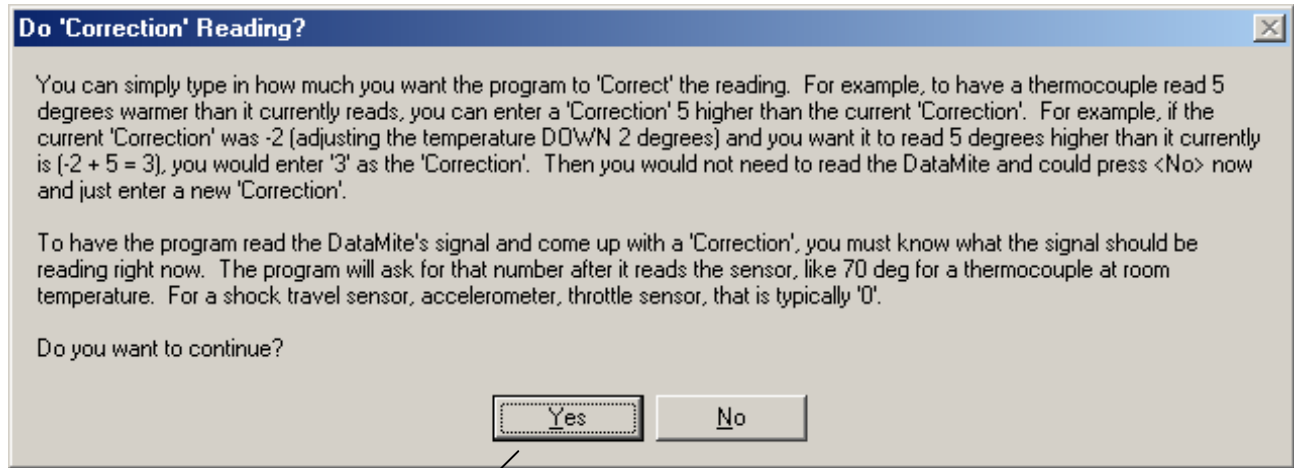 Do 'Correction' Reading?
You can simply type in how much you want the program to 'Correct' the reading.  For example, to have a thermocouple read 5
degrees warmer than it currently reads, you can enter a 'Correction' 5 higher than the current 'Correction'.  For example, if the
current 'Correction' was -2 (adjusting the temperature DOWN 2 degrees) and you want it to read 5 degrees higher than it currently
is (-2 + 5 = 3), you would enter '3' as the 'Correction'.  Then you would not need to read the DataMite and could press <No> now
and just enter a new 'Correction'.
To have the program read the DataMite's signal and come up with a 'Correction', you must know what the signal should be
reading right now.  The program will ask for that number after it reads the sensor, like 70 deg for a thermocouple at room
temperature.  For a shock travel sensor, accelerometer, throttle sensor, that is typically '0'.
Do you want to continue?
Yes No